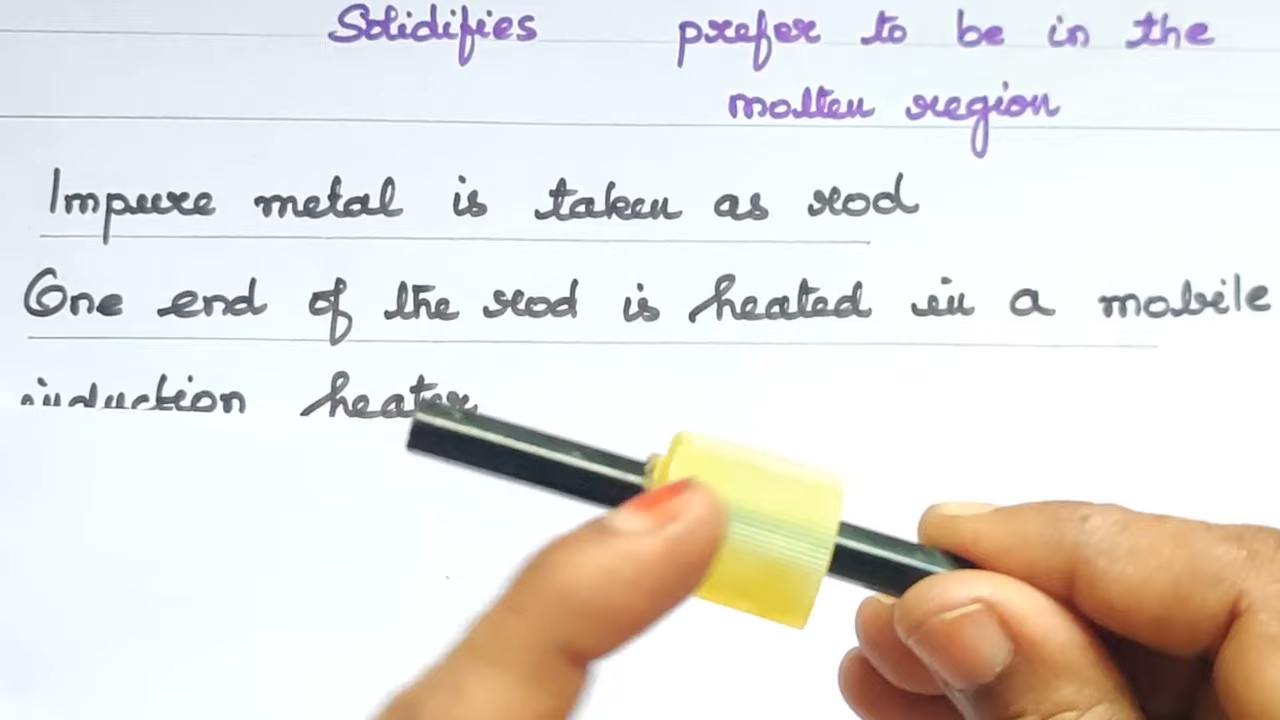 Solidifies prefer to be in the
molten region
Impure metal is taken as rod
One end of the rod is heated in a mobile
induction heater